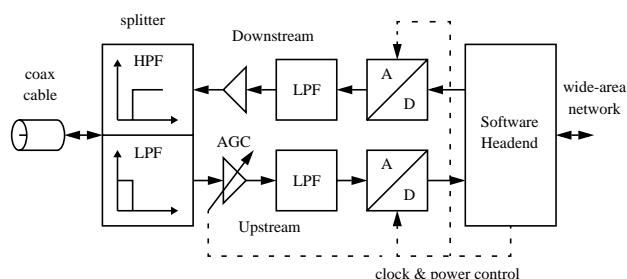 splitter
Downstream
HPF
coax
cable
LPF
A
D
Software
Headend
wide-area
network
LPF
AGC
LPF
A
D
Upstream
clock & power control